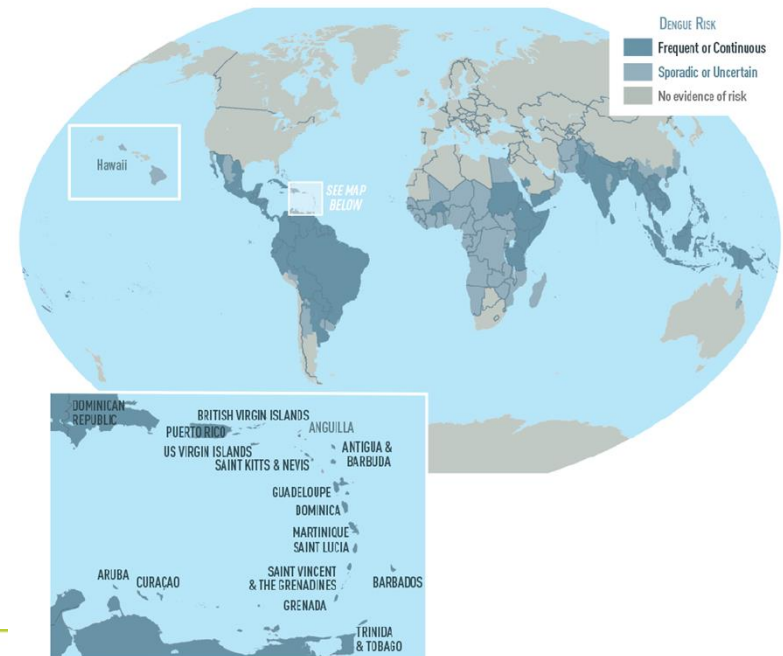 DENGUE RISK
Frequent or Continuous
Sporadic or Uncertain
No evidence of risk
Hawaii
SEE MAP
BELOW
DOMINICAN
REPUBLIC
BRITISH VIRGIN ISLANDS
PUERTO RICO
ANGUILLA
US VIRGIN ISLANDS
SAINT KITTS & NEVIS
ANTIGUA &
BARBUDA
GUADELOUPE
DOMINICA
MARTINIQUE
SAINT LUCIA
SAINT VINCENT
& THE GRENADINES
BARBADOS
ARUBA
CURAÇAO
GRENADA
TRINIDA
& TOBAGO